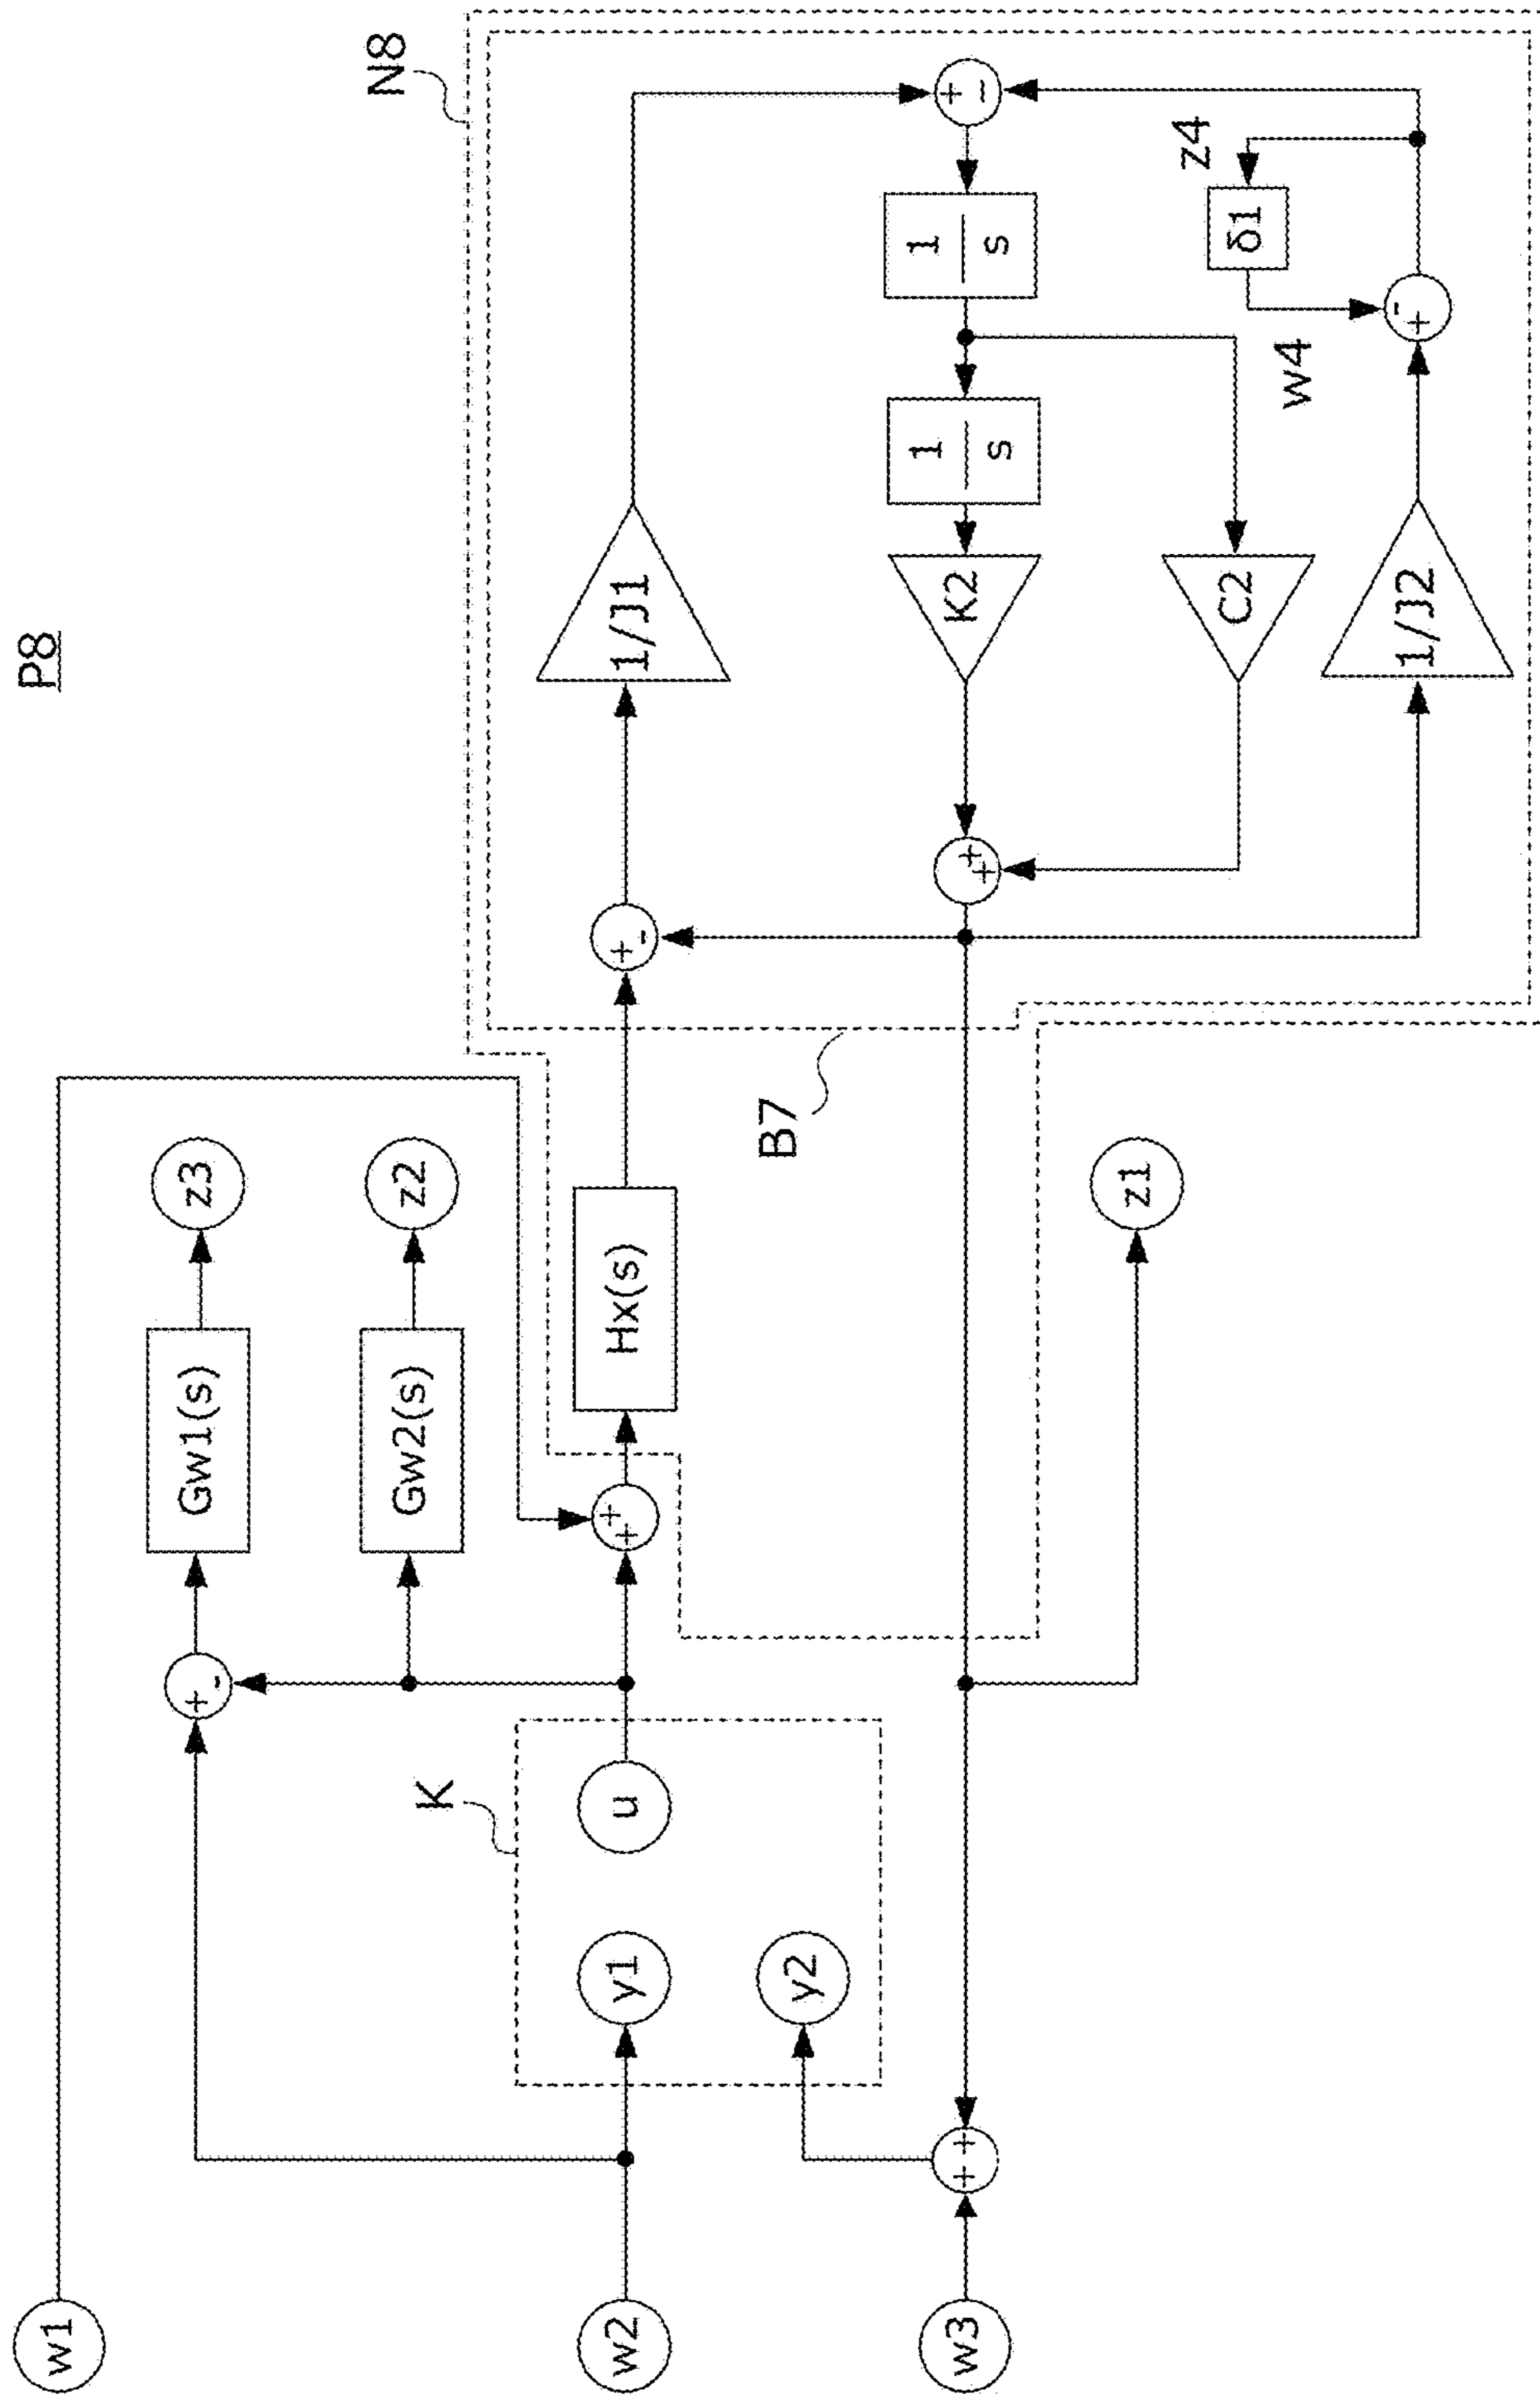 P8
w1
z3
Gw1(s)
+
-
z2
Gw2(s)
N8
K
w2
y1
u
+
+
Hx(s)
+
-
1/J1
B7
y2
w3
+
+
+
+
K2
1
s
1
s
+
-
z1
C2
w4
δ1
z4
1/J2
+
-